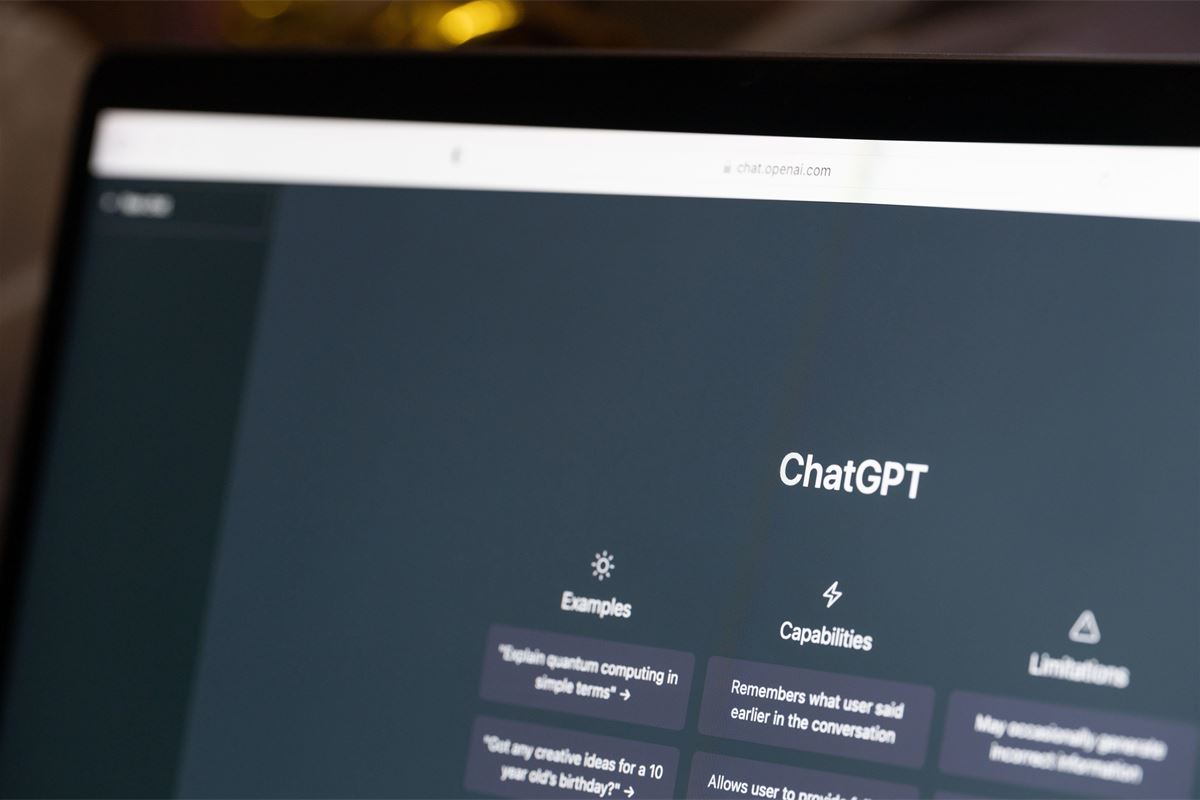 chat.openai.com
ChatGPT
Examples
"Explain quantum computing in
simple terms" →
"Got any creative ideas for a 10
year old's birthday?" →
Capabilities
Remembers what user said
earlier in the conversation
Allows user to provide
Limitations
May occasionally generate
incorrect information